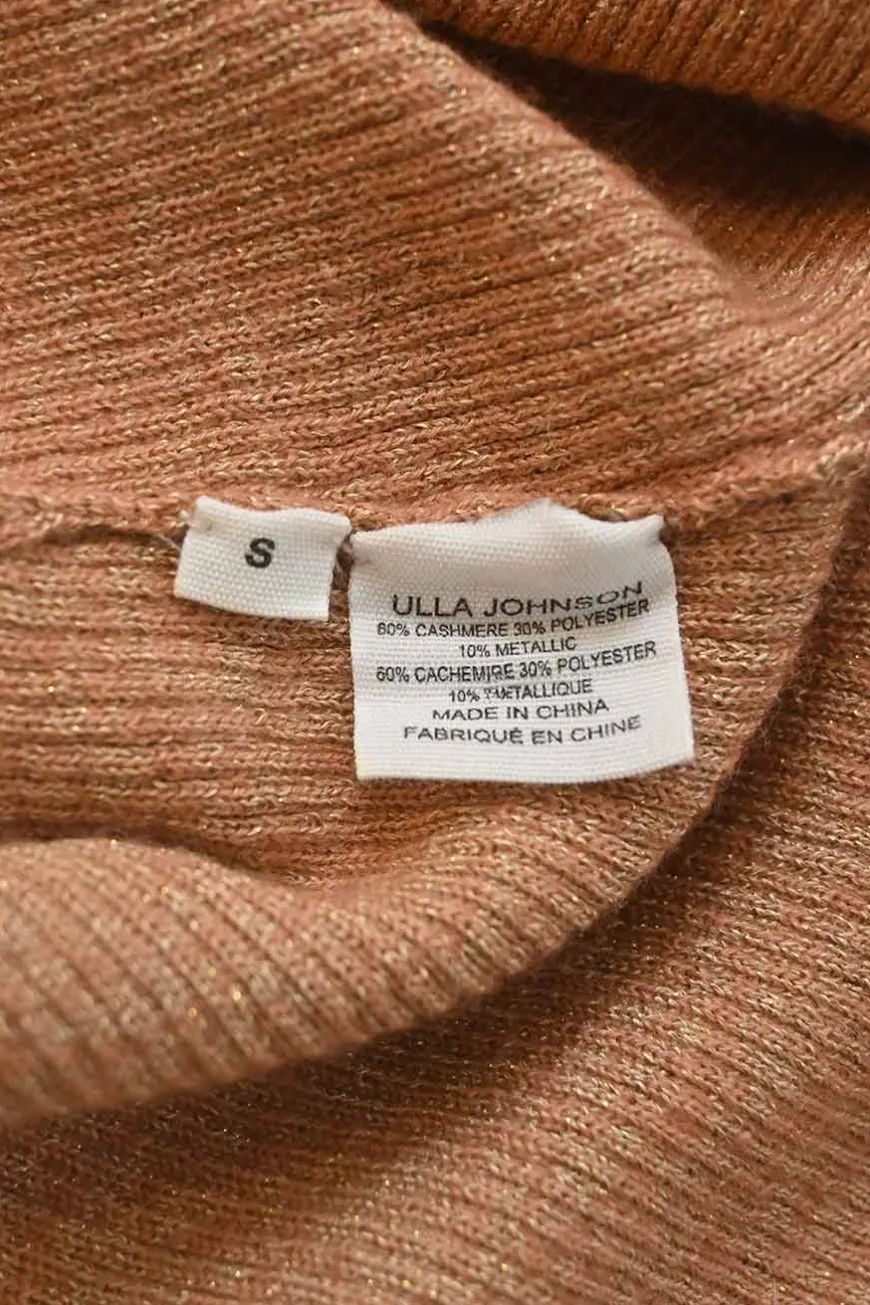 S
ULLA JOHNSON
60% CASHMERE 30% POLYESTER
10% METALLIC
60% CACHEMIRE 30% POLYESTER
10% METALLIQUE
MADE IN CHINA
FABRIQUÉ EN CHINE